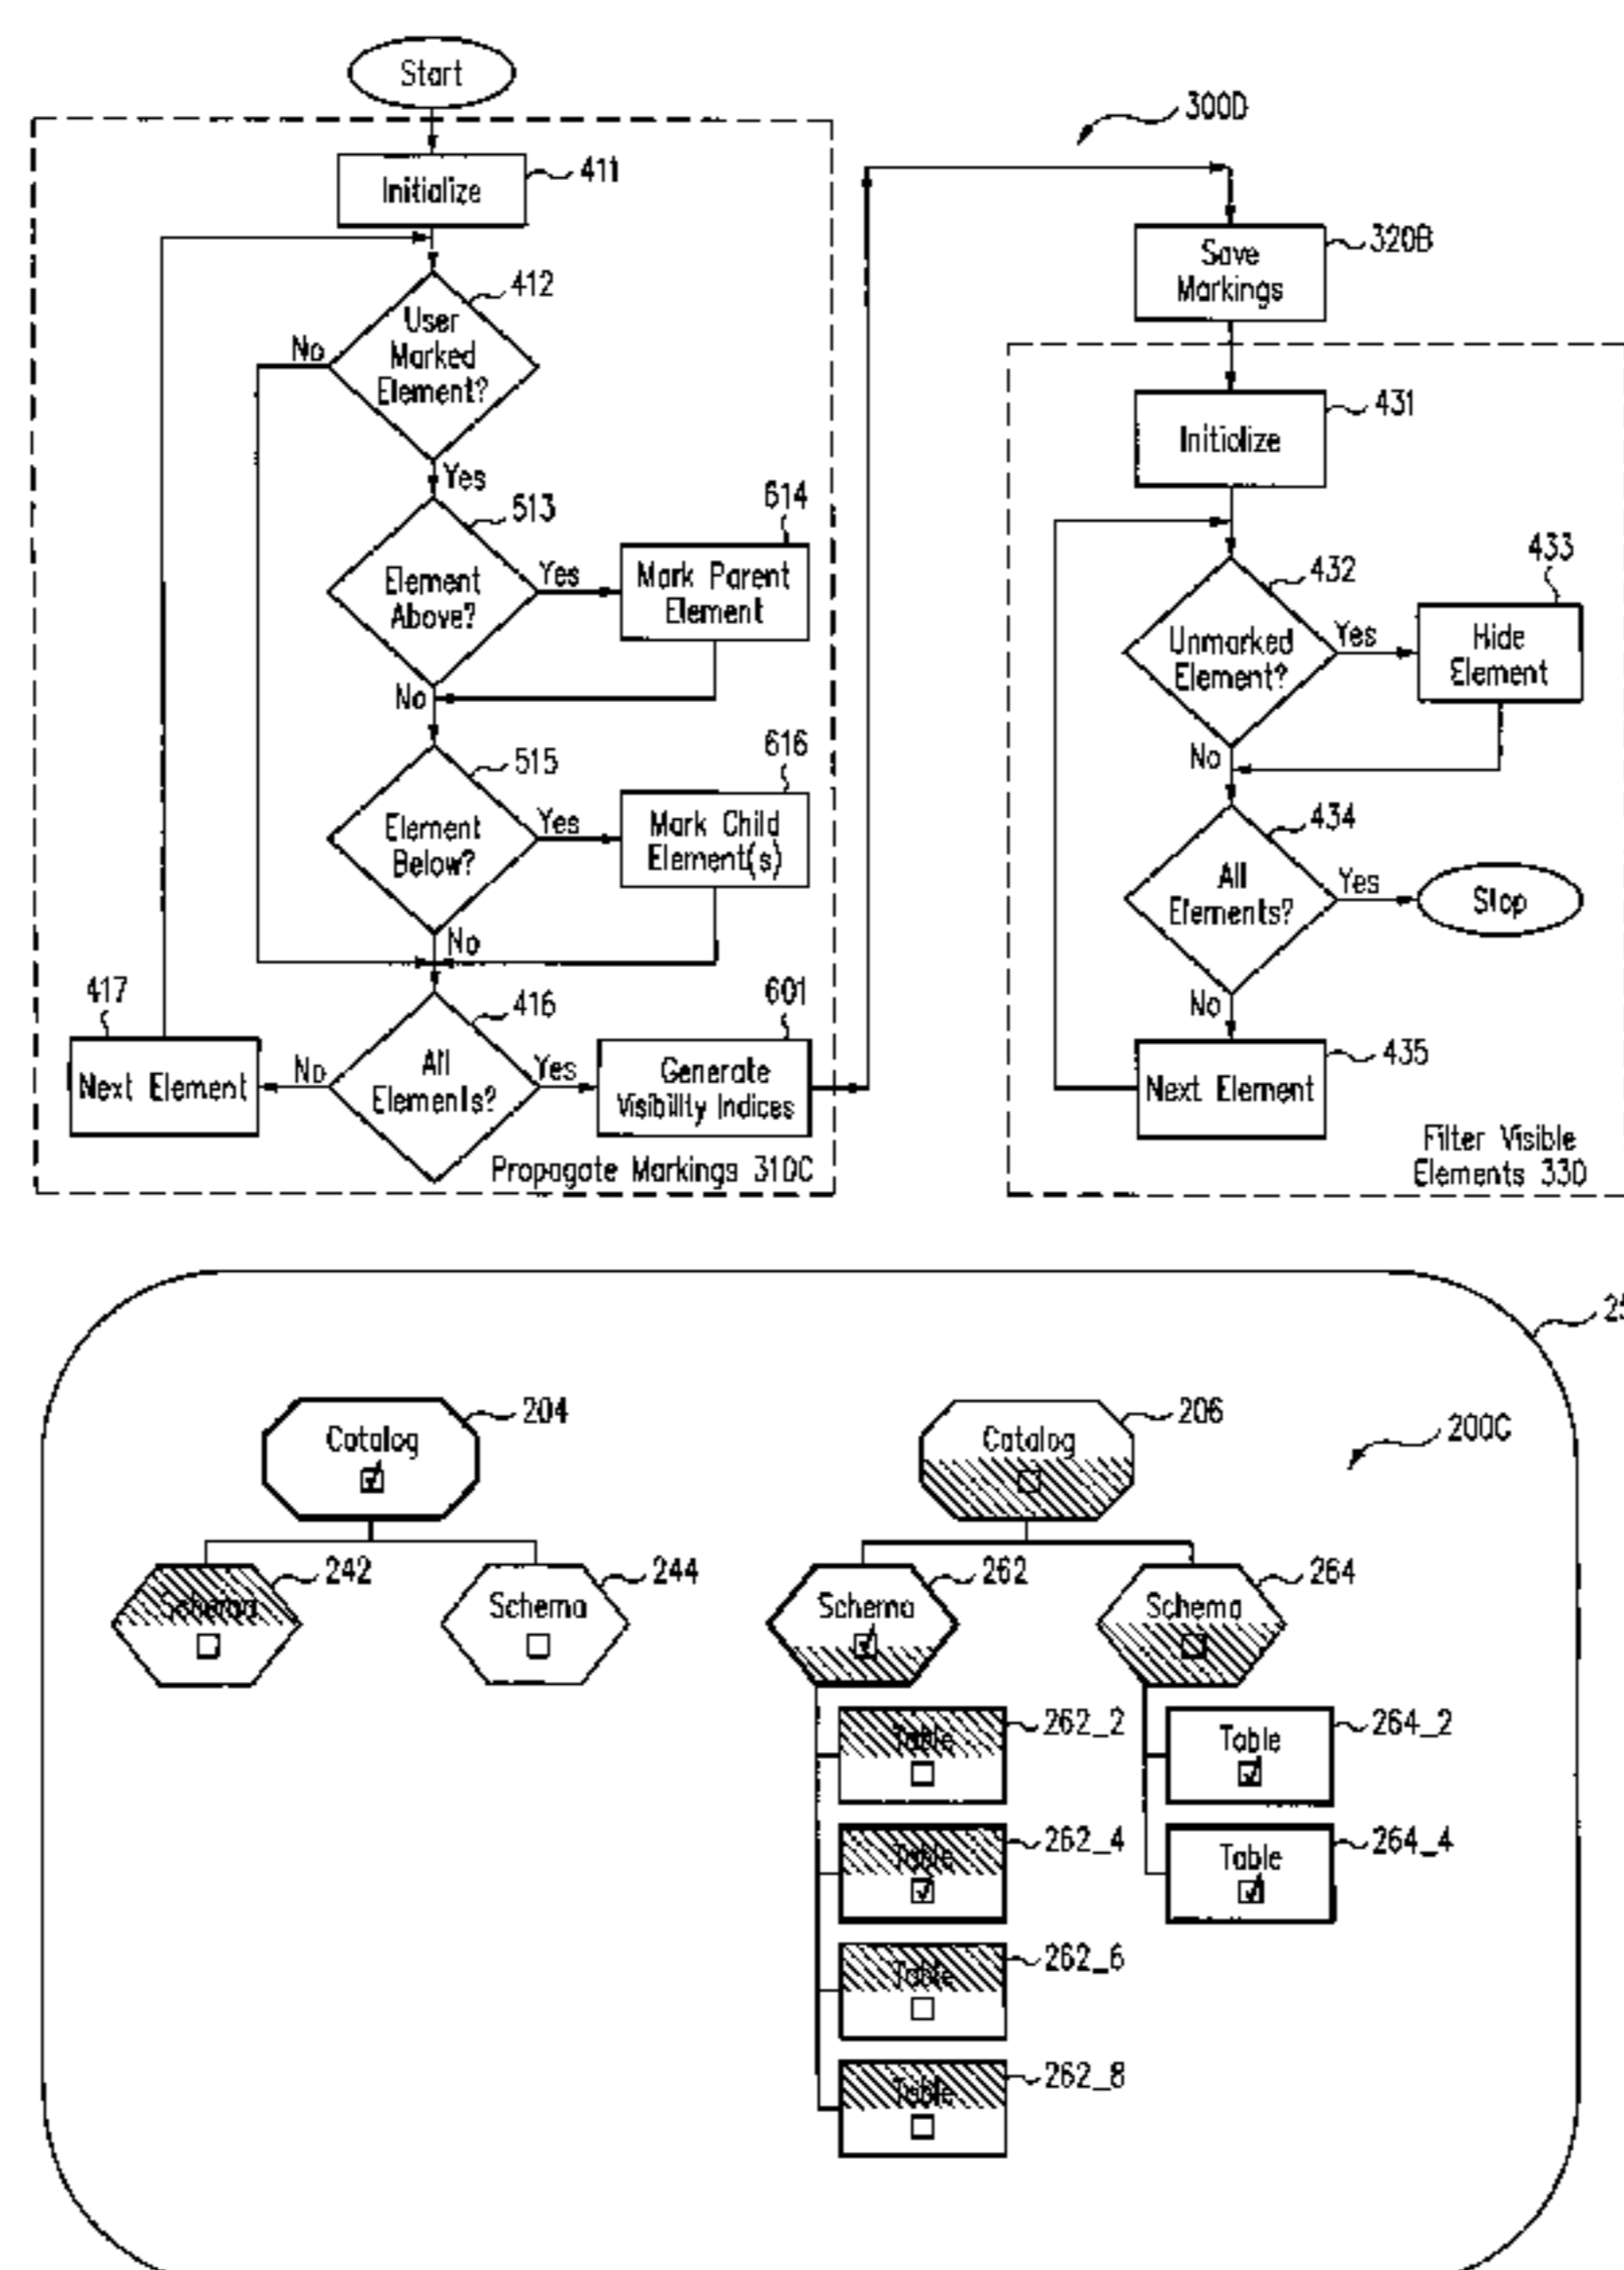 Start
300D
Initialize
411
412
User
Marked
Element?
No
Yes
513
Element
Above?
Yes
614
Mark Parent
Element
No
515
Element
Below?
Yes
616
Mark Child
Element(s)
No
417
Next Element
No
416
All
Elements?
Yes
601
Generate
Visibility Indices
Propagate Markings 310C
Save
Markings
320B
Initialize
431
432
Unmarked
Element?
Yes
433
Hide
Element
No
434
All
Elements?
Yes
Stop
No
Next Element
435
Filter Visible
Elements 330
Catalog
204
Catalog
206
200C
Schema
242
Schema
244
Schema
262
Schema
264
Table
262_2
Table
264_2
Table
262_4
Table
264_4
Table
262_6
Table
262_8